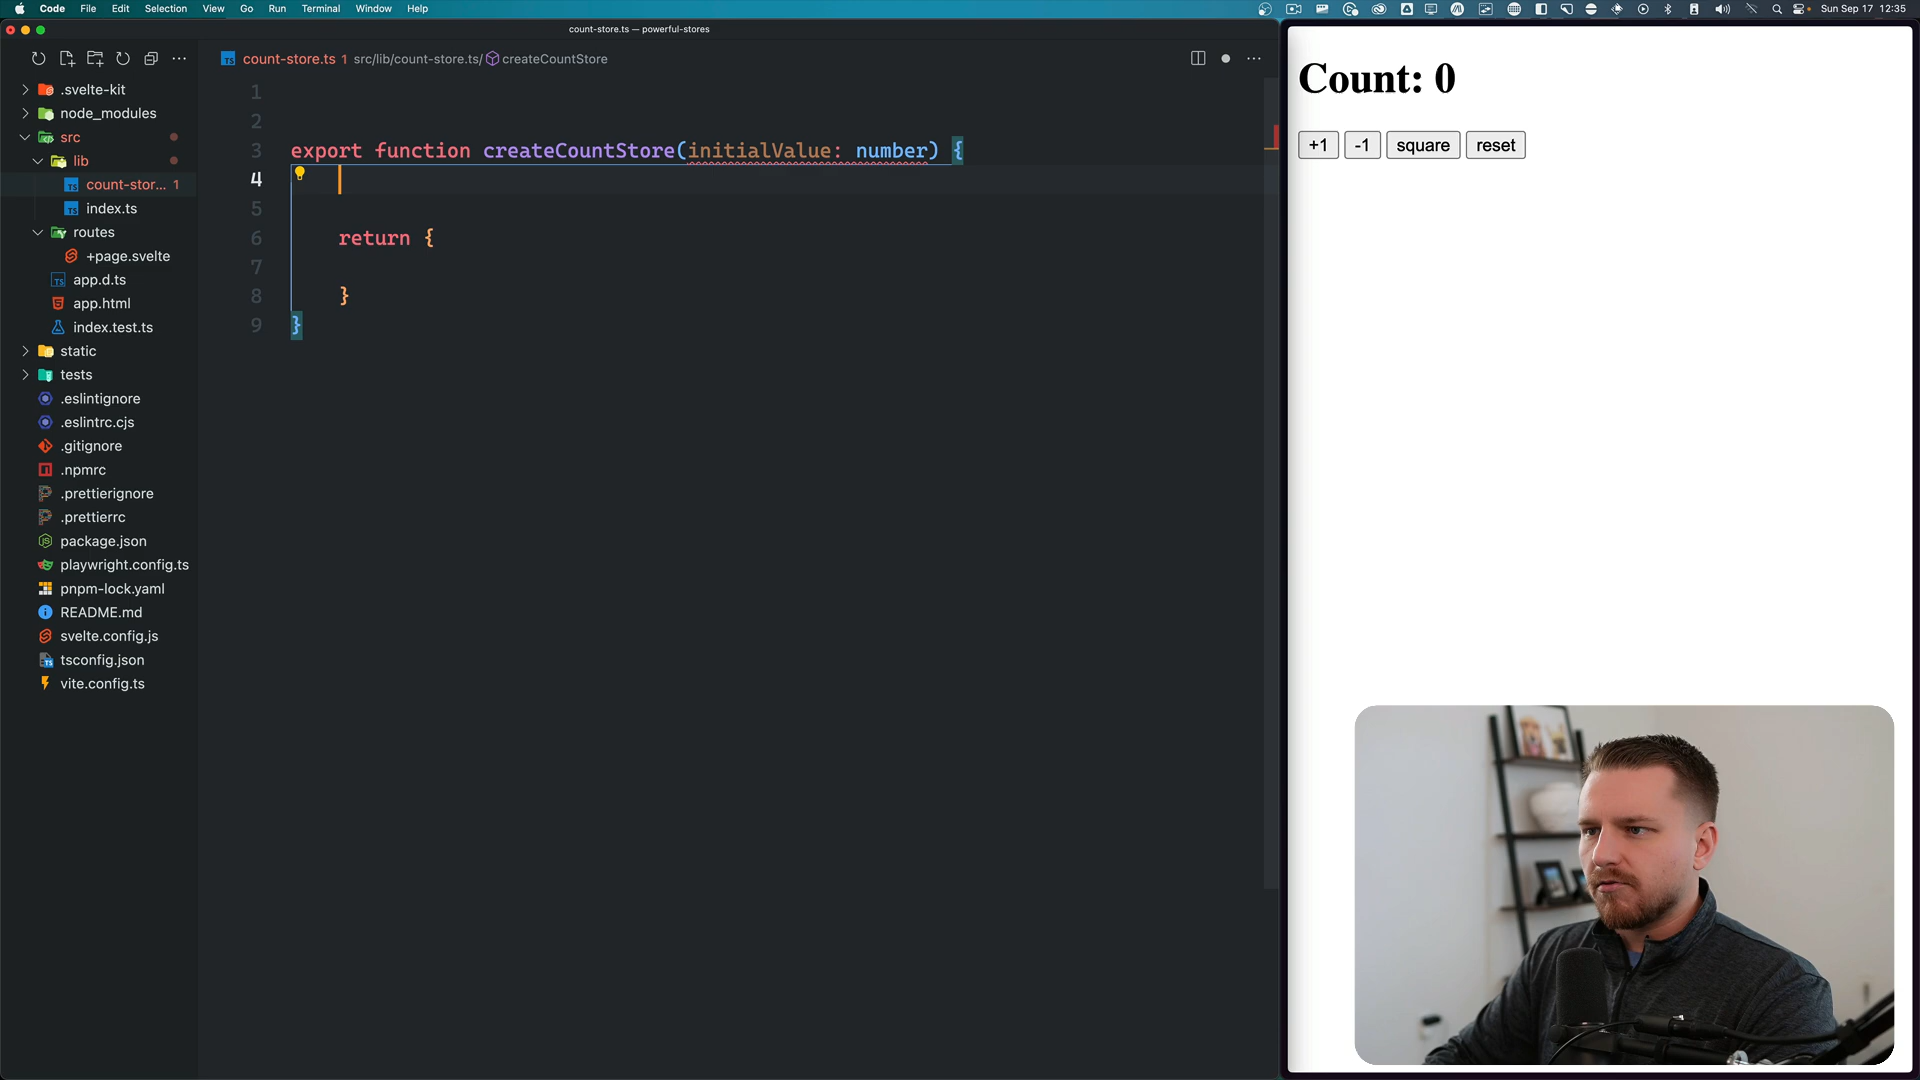 Code File Edit Selection View Go Run Terminal Window Help
Sun Sep 17 12:35
count-store.ts — powerful-stores
count-store.ts 1 src/lib/count-store.ts/ createCountStore
.svelte-kit
node_modules
src
lib
count-stor... 1
index.ts
routes
+page.svelte
app.d.ts
app.html
index.test.ts
static
tests
.eslintignore
.eslintrc.cjs
.gitignore
.npmrc
.prettierignore
.prettierrc
package.json
playwright.config.ts
pnpm-lock.yaml
README.md
svelte.config.js
tsconfig.json
vite.config.ts
1
2
3 export function createCountStore(initialValue: number) {
4
5
6 return {
7
8 }
9 }
Count: 0
+1 -1 square reset